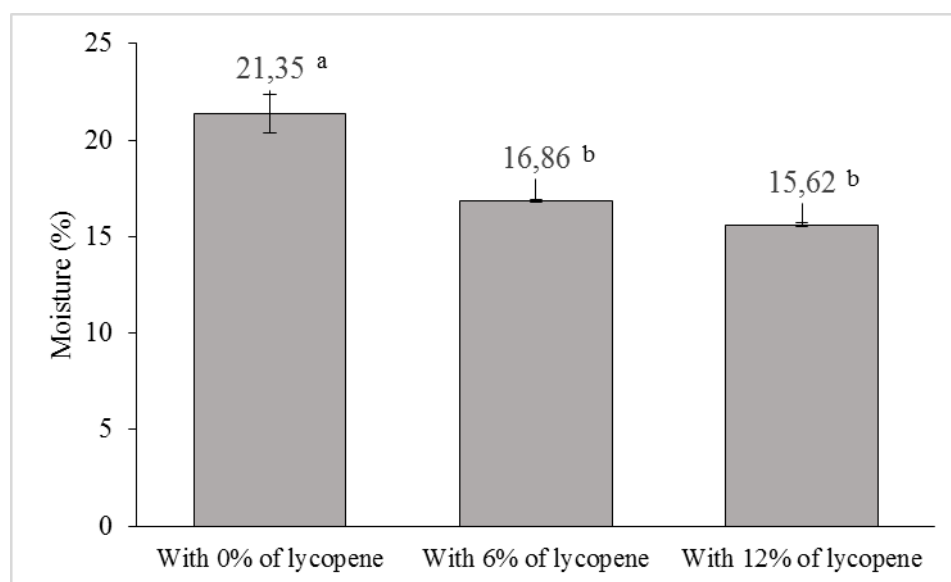 25
21,35 a
20
16,86 b
15,62 b
15
10
5
0
Moisture (%)
With 0% of lycopene
With 6% of lycopene
With 12% of lycopene